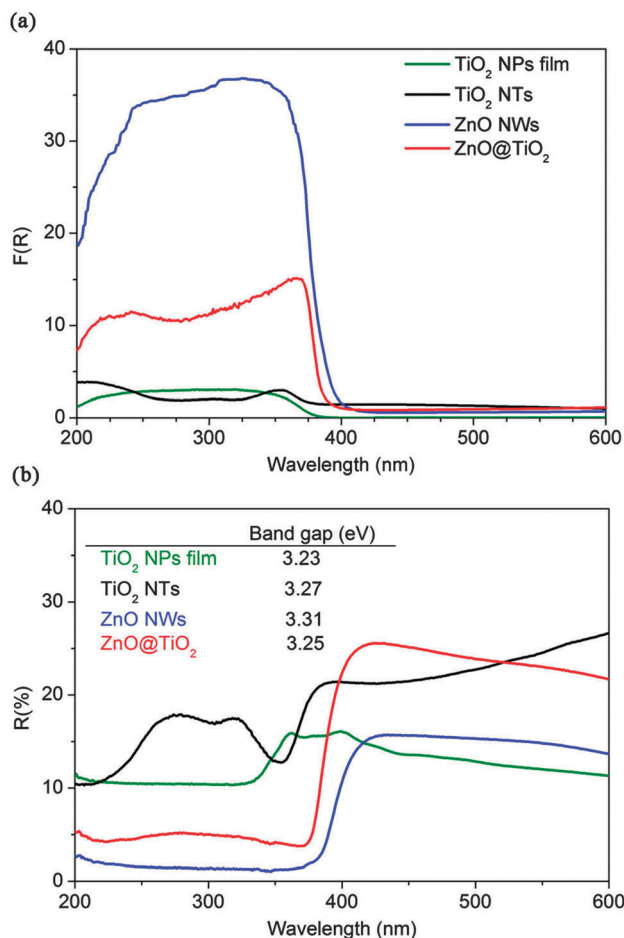 (a)
40
30
20
10
0
F(R)
TiO₂ NPs film
TiO₂ NTs
ZnO NWs
ZnO@TiO₂
200 300 400 500 600
Wavelength (nm)
(b)
40
30
20
10
0
R(%)
Band gap (eV)
TiO₂ NPs film 3.23
TiO₂ NTs 3.27
ZnO NWs 3.31
ZnO@TiO₂ 3.25
200 300 400 500 600
Wavelength (nm)